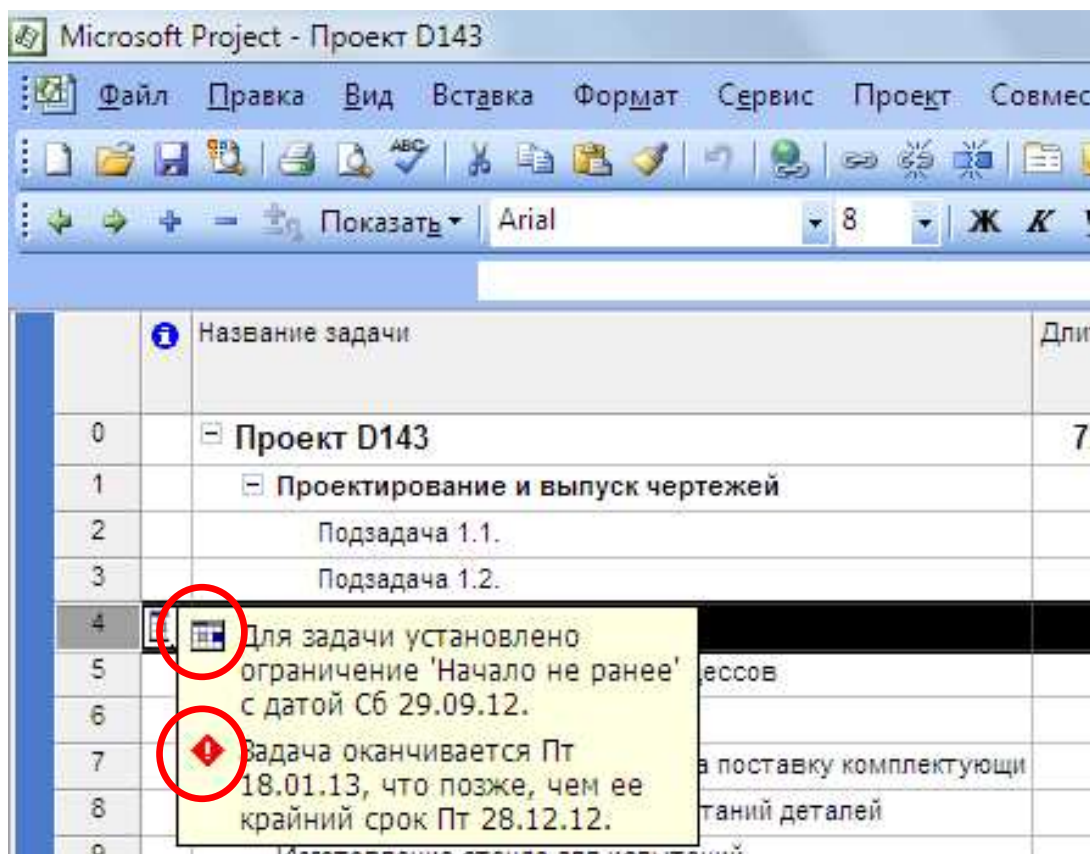 Microsoft Project - Проект D143
Файл Правка Вид Вставка Формат Сервис Проект Совмес
ABC
Показать Arial 8 Ж К
Название задачи Дли
0 Проект D143 7
1 Проектирование и выпуск чертежей
2 Подзадача 1.1.
3 Подзадача 1.2.
4 Для задачи установлено
5 ограничение 'Начало не ранее' ессов
6 с датой Сб 29.09.12.
7 Задача оканчивается Пт а поставку комплектующи
18.01.13, что позже, чем ее
8 крайний срок Пт 28.12.12. таний деталей
9